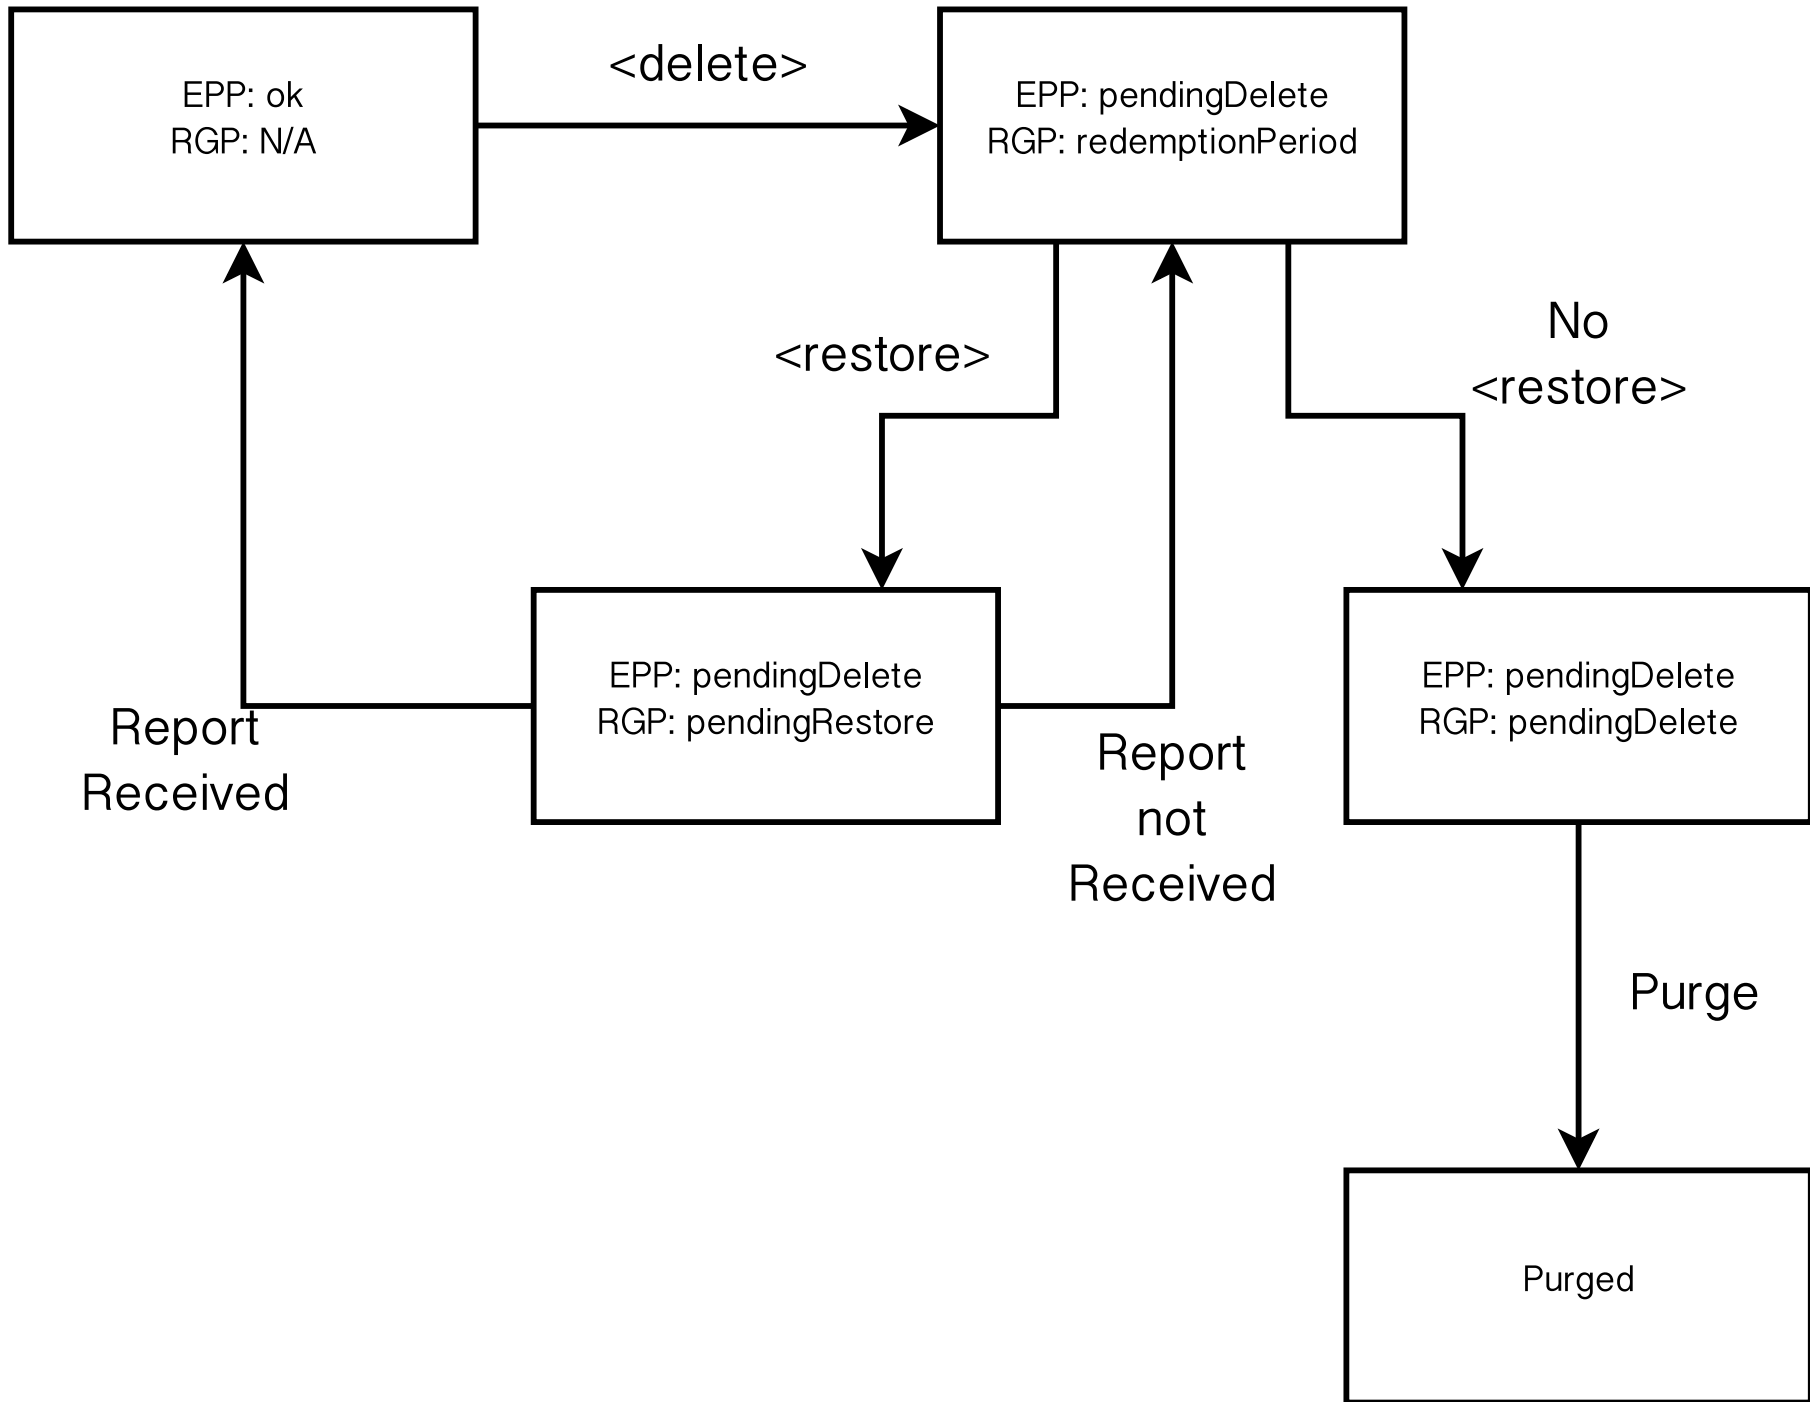 EPP: ok
RGP: N/A
<delete>
EPP: pendingDelete
RGP: redemptionPeriod
<restore>
No
<restore>
EPP: pendingDelete
RGP: pendingRestore
EPP: pendingDelete
RGP: pendingDelete
Report
Received
Report
not
Received
Purge
Purged